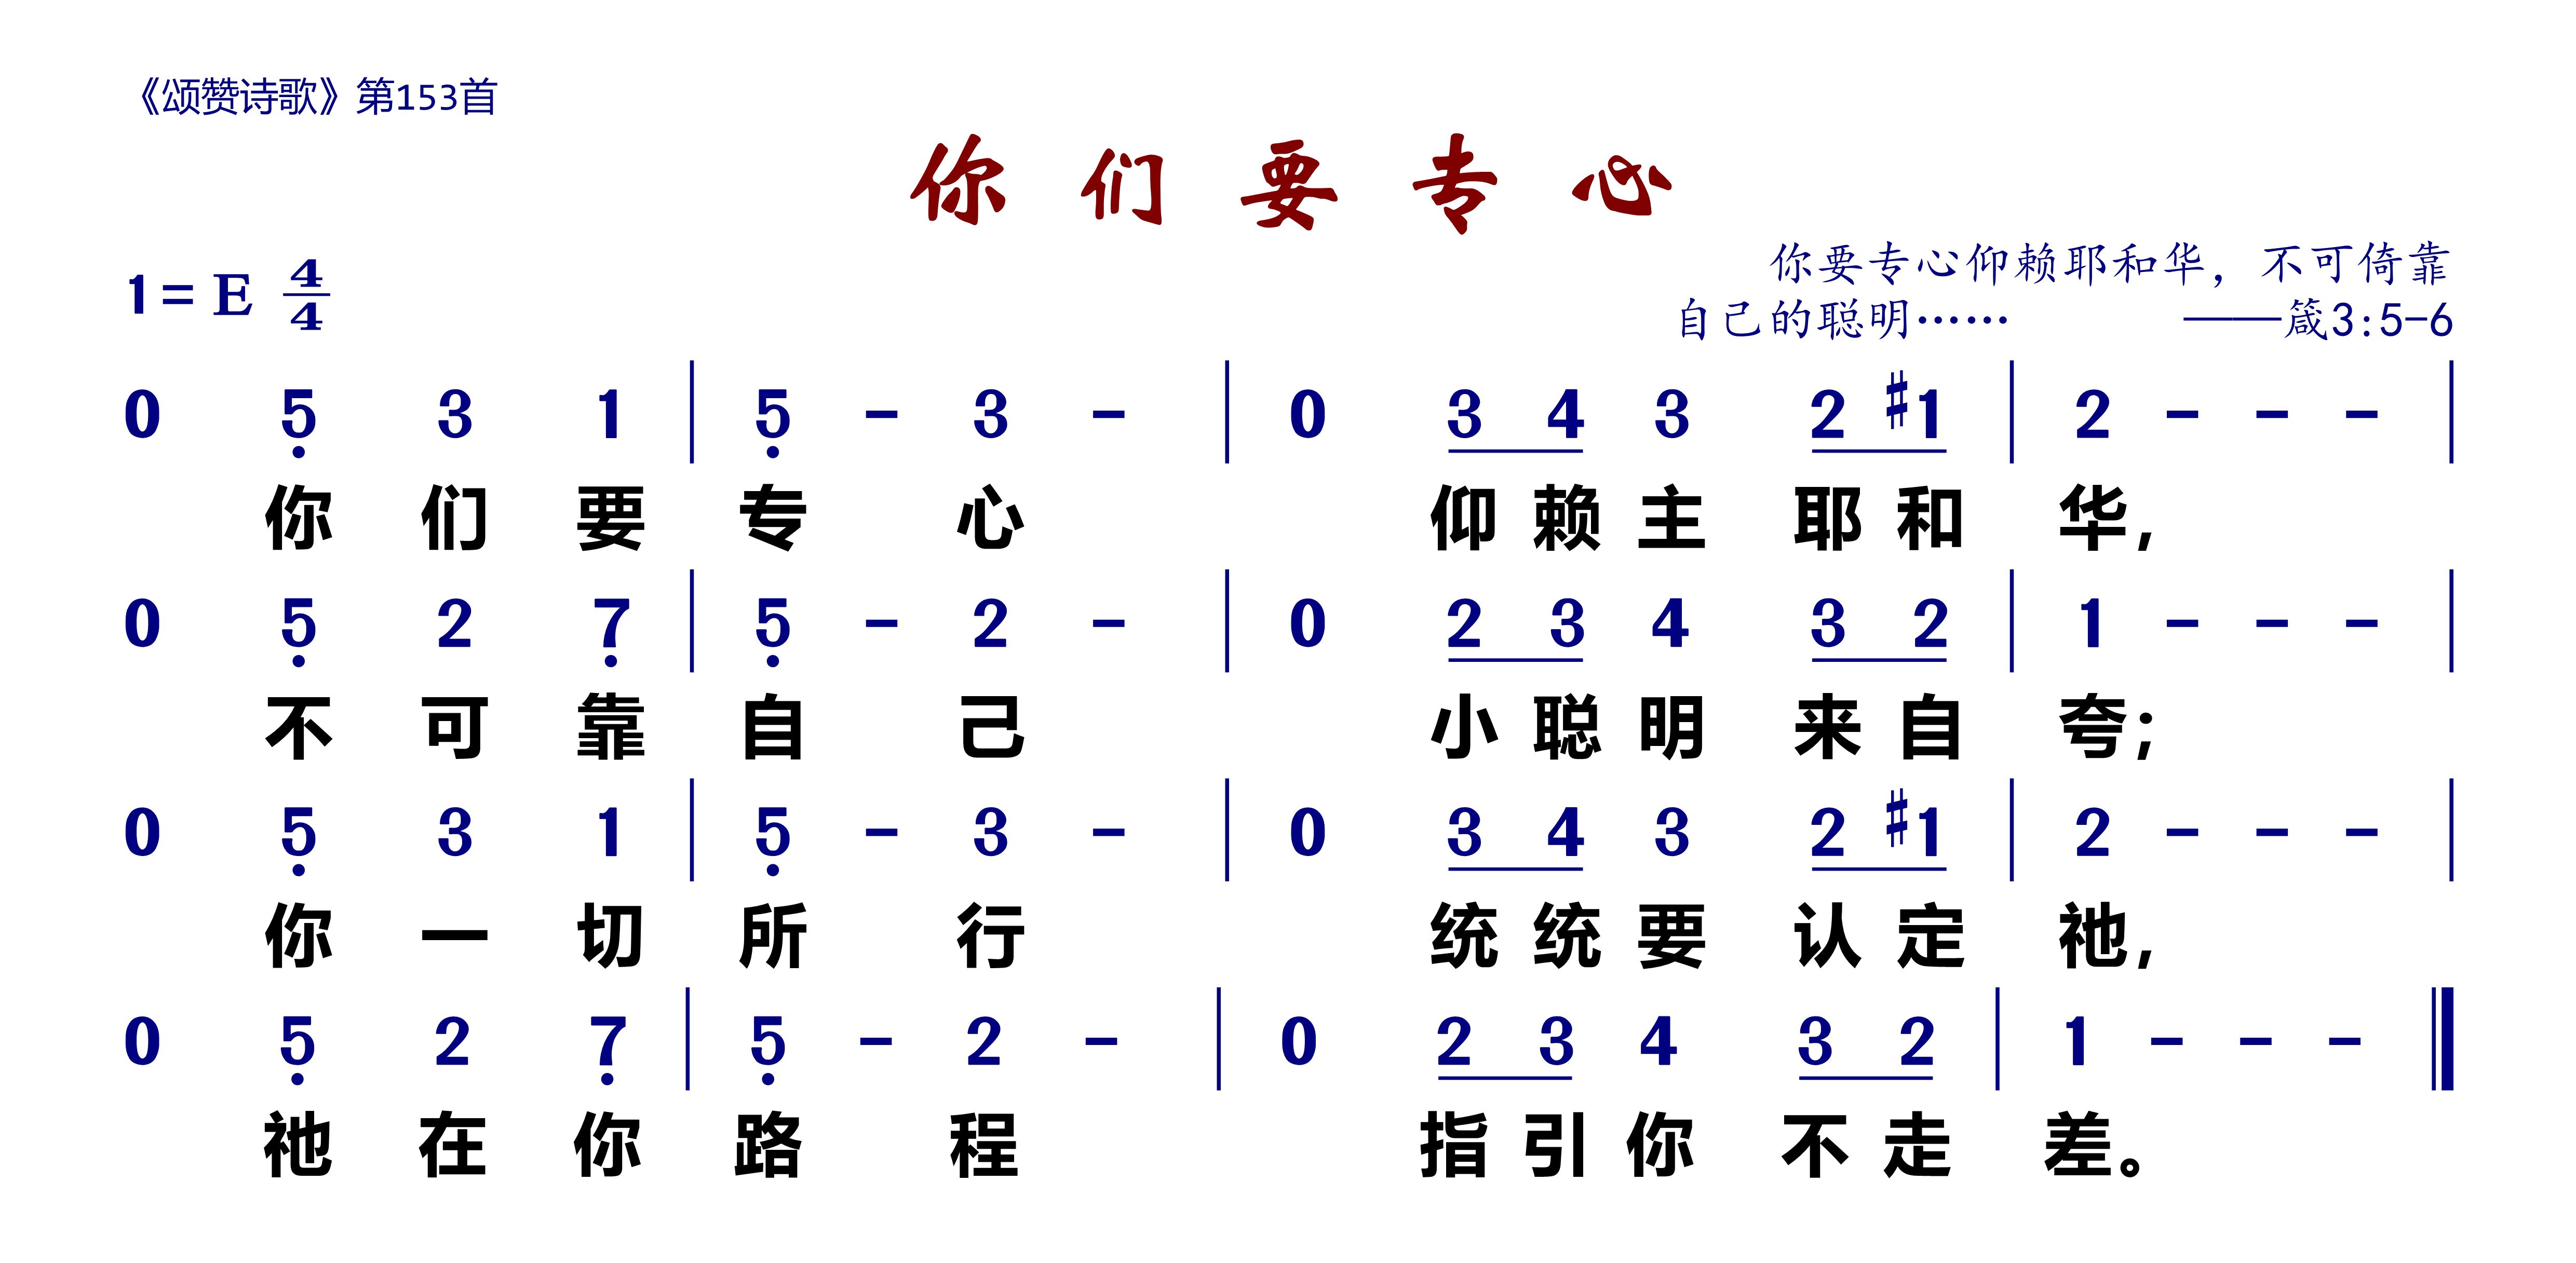 《颂赞诗歌》第153首
你们要专心
你要专心仰赖耶和华，不可倚靠
1= E 4/4
自己的聪明…… ——箴3:5-6
0 5̣ 3 1 | 5̣ - 3 - | 0 3 4 3 2 #1 | 2 - - - |
你们要专心 仰赖主耶和华，
0 5̣ 2 7̣ | 5̣ - 2 - | 0 2 3 4 3 2 | 1 - - - |
不可靠自己 小聪明来自夸；
0 5̣ 3 1 | 5̣ - 3 - | 0 3 4 3 2 #1 | 2 - - - |
你一切所行 统统要认定祂，
0 5̣ 2 7̣ | 5̣ - 2 - | 0 2 3 4 3 2 | 1 - - - ‖
祂在你路程 指引你不走差。